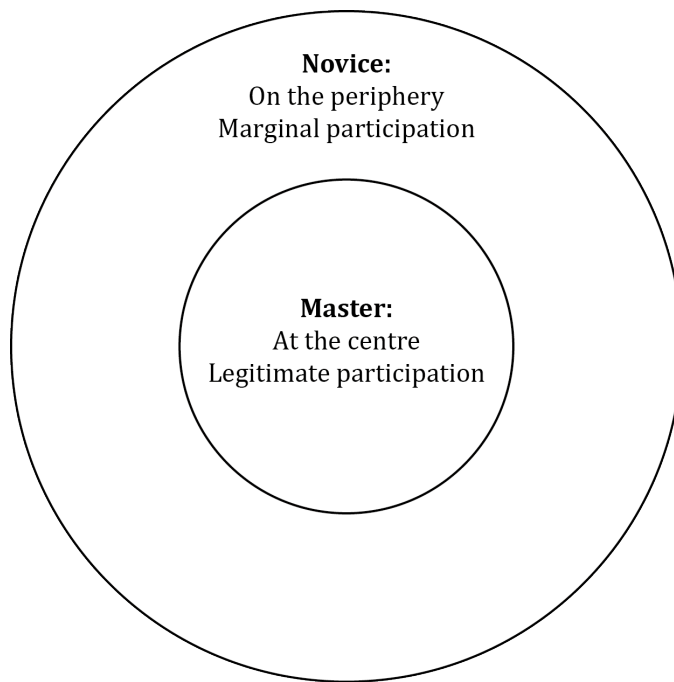 Novice:
On the periphery
Marginal participation
Master:
At the centre
Legitimate participation